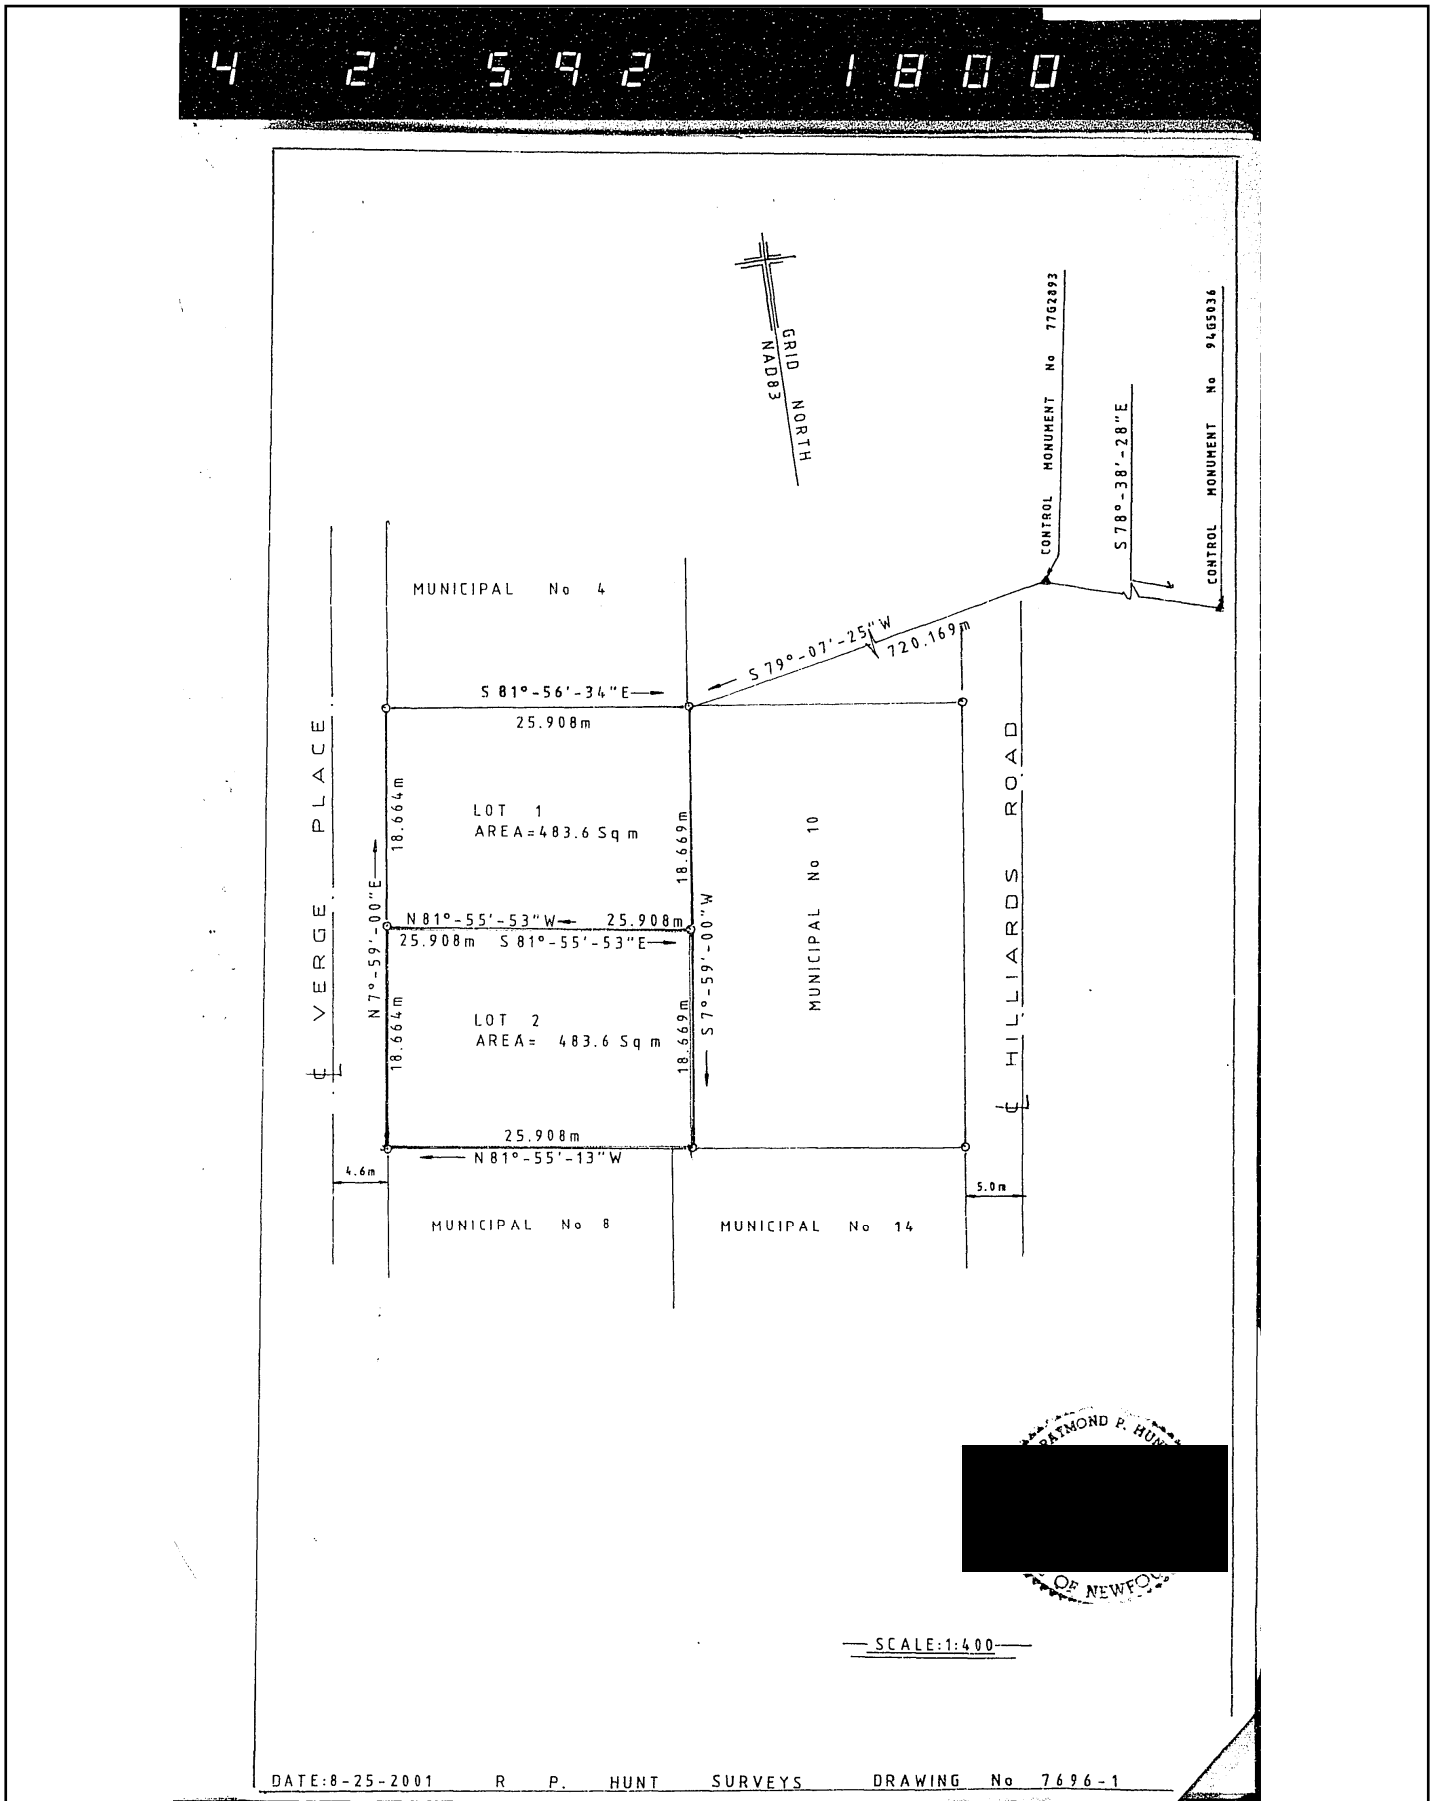 4 2 592 1800
GRID NORTH
NAD83
CONTROL MONUMENT No 77G2893
S 78°-38'-28"E
CONTROL MONUMENT No 94G5036
MUNICIPAL No 4
S 79°-07'-25"W
720.169m
S 81°-56'-34"E
25.908m
℄ VERGE PLACE
18.664m
LOT 1
AREA=483.6 Sq m
18.669m
MUNICIPAL No 10
℄ HILLIARDS ROAD
N 7°-59'-00"E
N 81°-55'-53"W 25.908m
25.908m S 81°-55'-53"E
S 7°-59'-00"W
18.664m
LOT 2
AREA= 483.6 Sq m
18.669m
25.908m
N 81°-55'-13"W
4.6m
5.0m
MUNICIPAL No 8
MUNICIPAL No 14
RAYMOND P. HUN
OF NEWFOU
SCALE:1:400
DATE:8-25-2001 R P. HUNT SURVEYS DRAWING No 7696-1